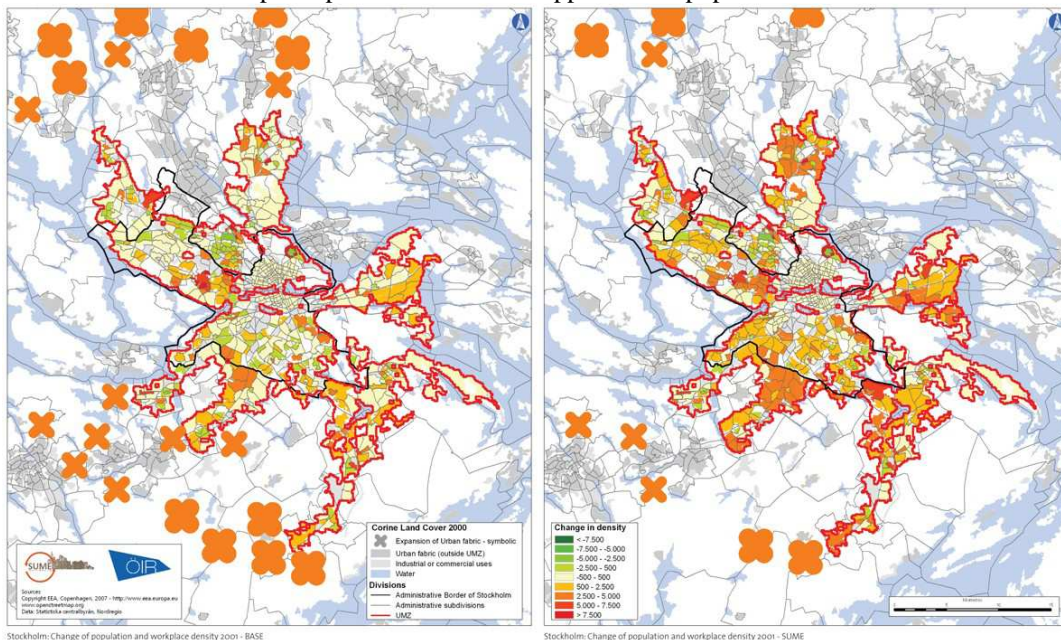 Corine Land Cover 2000
Expansion of Urban fabric - symbolic
Urban fabric (outside UMZ)
Industrial or commercial uses
Water
Divisions
Administrative Border of Stockholm
Administrative subdivisions
UMZ
SUME
ÖIR
Sources
Copyright EEA, Copenhagen, 2007 - http://www.eea.europa.eu
www.openstreetmap.org
Data: Statistiska centralbyrån, Nordregio
Stockholm: Change of population and workplace density 2001 - BASE
Change in density
< -7.500
-7.500 - -5.000
-5.000 - -2.500
-2.500 - 500
-500 - 500
500 - 2.500
2.500 - 5.000
5.000 - 7.500
> 7.500
Stockholm: Change of population and workplace density 2001 - SUME